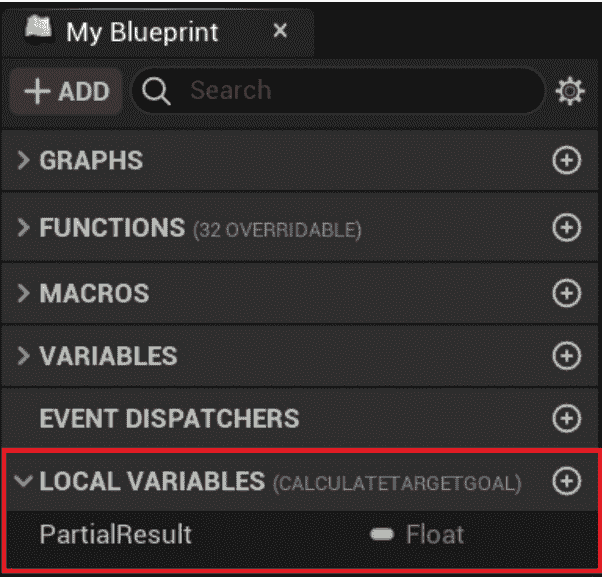 My Blueprint
ADD
Search
GRAPHS
FUNCTIONS (32 OVERRIDABLE)
MACROS
VARIABLES
EVENT DISPATCHERS
LOCAL VARIABLES (CALCULATETARGETGOAL)
PartialResult Float